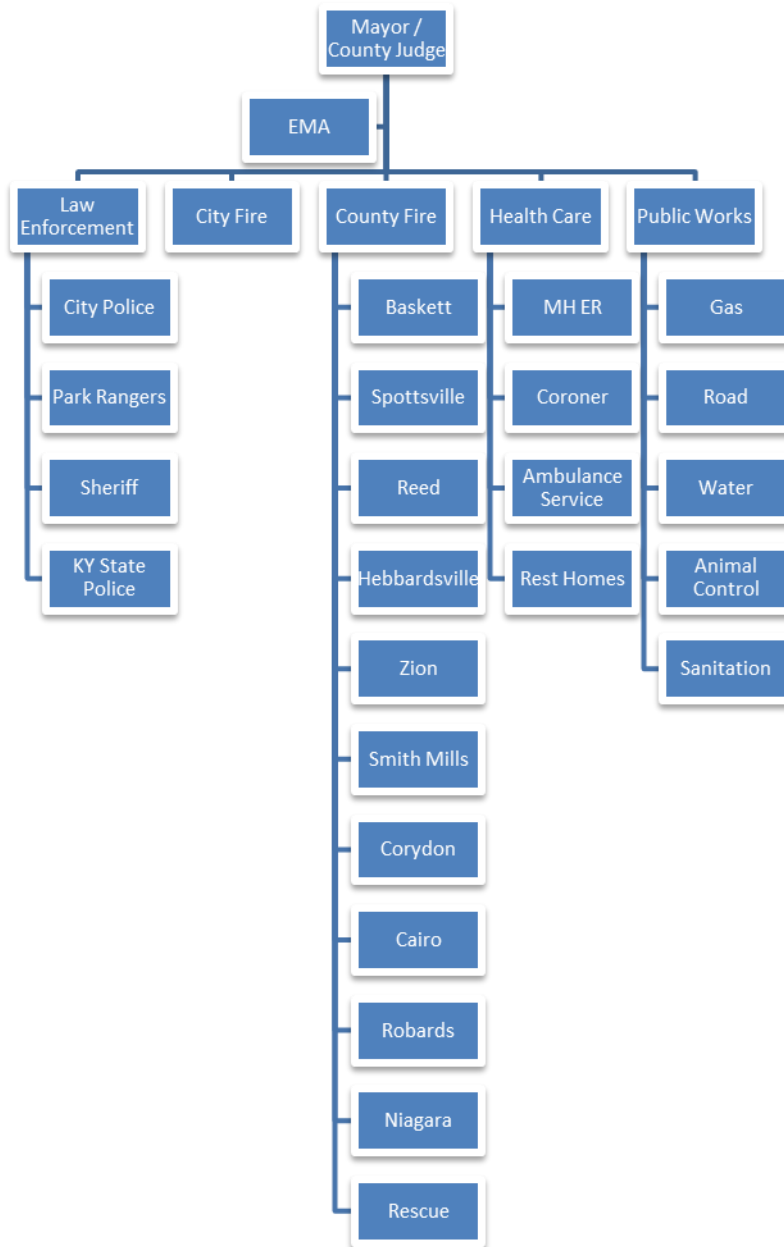 Mayor /
County Judge
EMA
Law
Enforcement
City Fire
County Fire
Health Care
Public Works
City Police
Park Rangers
Sheriff
KY State
Police
Baskett
Spottsville
Reed
Hebbardsville
Zion
Smith Mills
Corydon
Cairo
Robards
Niagara
Rescue
MH ER
Coroner
Ambulance
Service
Rest Homes
Gas
Road
Water
Animal
Control
Sanitation